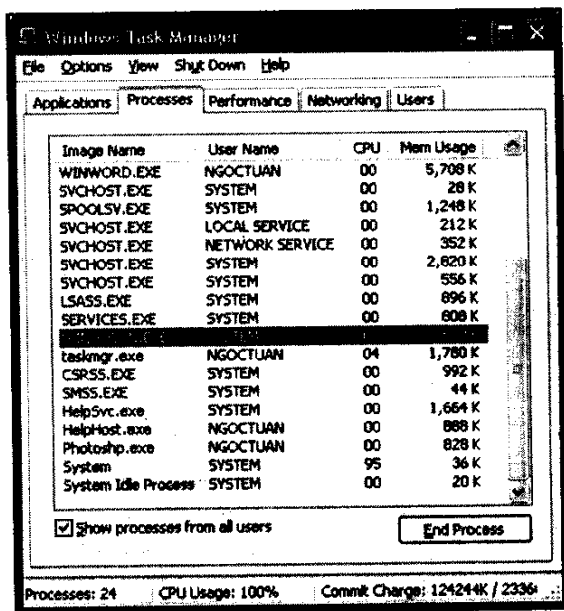 Windows Task Manager
File Options View Shut Down Help
Applications Processes Performance Networking Users
Image Name User Name CPU Mem Usage
WINWORD.EXE NGOCTUAN 00 5,708 K
SVCHOST.EXE SYSTEM 00 28 K
SPOOLSV.EXE SYSTEM 00 1,248 K
SVCHOST.EXE LOCAL SERVICE 00 212 K
SVCHOST.EXE NETWORK SERVICE 00 352 K
SVCHOST.EXE SYSTEM 00 2,820 K
SVCHOST.EXE SYSTEM 00 556 K
LSASS.EXE SYSTEM 00 896 K
SERVICES.EXE SYSTEM 00 808 K
taskmgr.exe NGOCTUAN 04 1,780 K
CSRSS.EXE SYSTEM 00 992 K
SMSS.EXE SYSTEM 00 44 K
HelpSvc.exe SYSTEM 00 1,664 K
HelpHost.exe NGOCTUAN 00 888 K
Photoshp.exe NGOCTUAN 00 828 K
System SYSTEM 95 36 K
System Idle Process SYSTEM 00 20 K
Show processes from all users End Process
Processes: 24 CPU Usage: 100% Commit Charge: 124244K / 2336